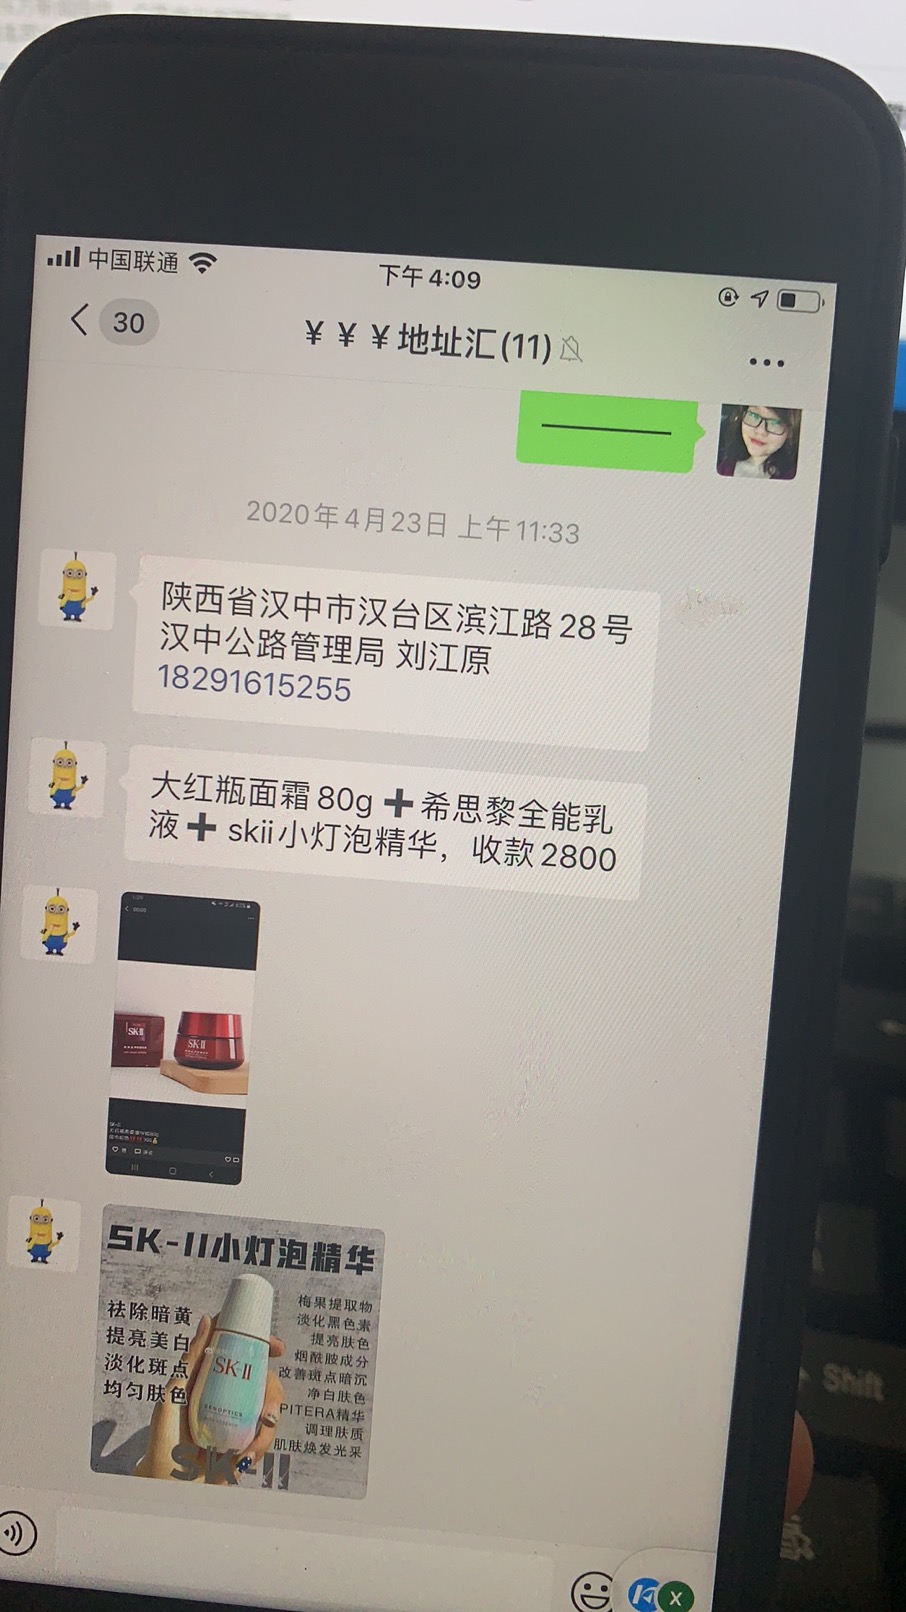 中国联通
下午4:09
30
￥￥￥地址汇(11)
2020年4月23日 上午11:33
陕西省汉中市汉台区滨江路28号
汉中公路管理局 刘江原
18291615255
大红瓶面霜80g➕希思黎全能乳
液➕skii小灯泡精华，收款2800
SK-II
SK-II
SK-II小灯泡精华
祛除暗黄
提亮美白
淡化斑点
均匀肤色
梅果提取物
淡化黑色素
提亮肤色
烟酰胺成分
改善斑点暗沉
净白肤色
PITERA精华
调理肤质
肌肤焕发光采
SK-II
GENOPTICS
SK-II
Shift